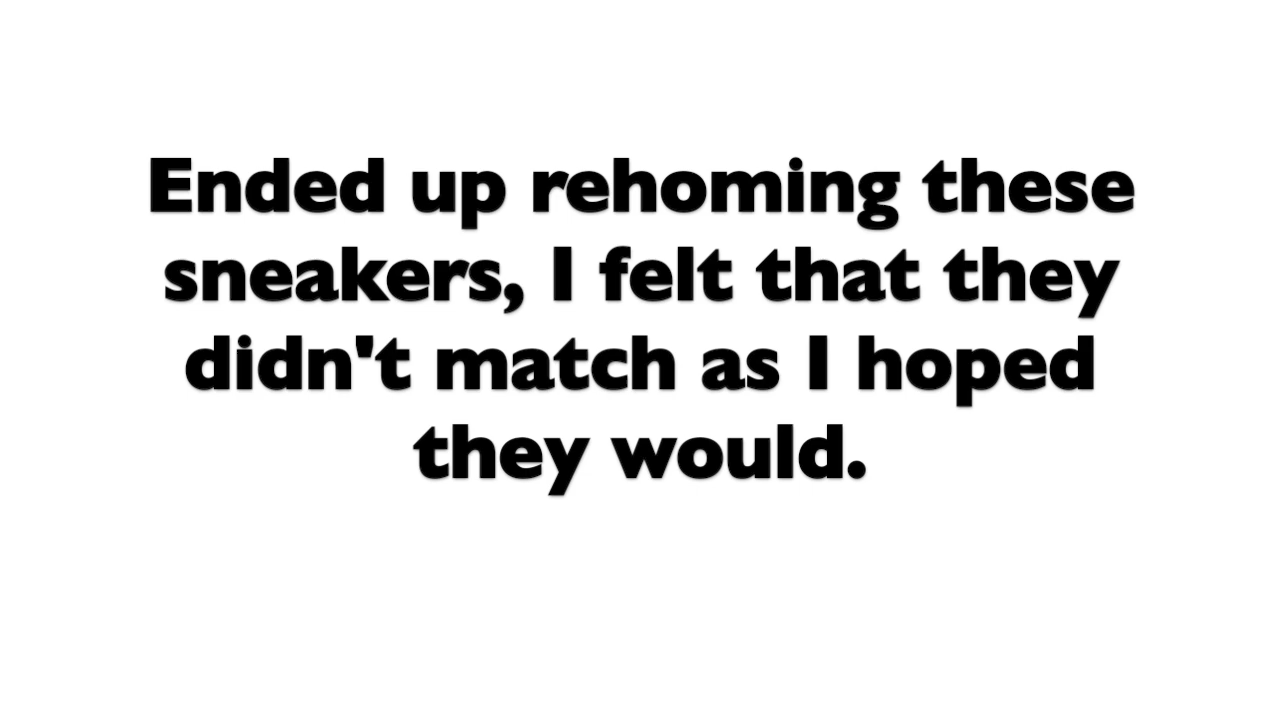 Ended up rehoming these
sneakers, I felt that they
didn't match as I hoped
they would.